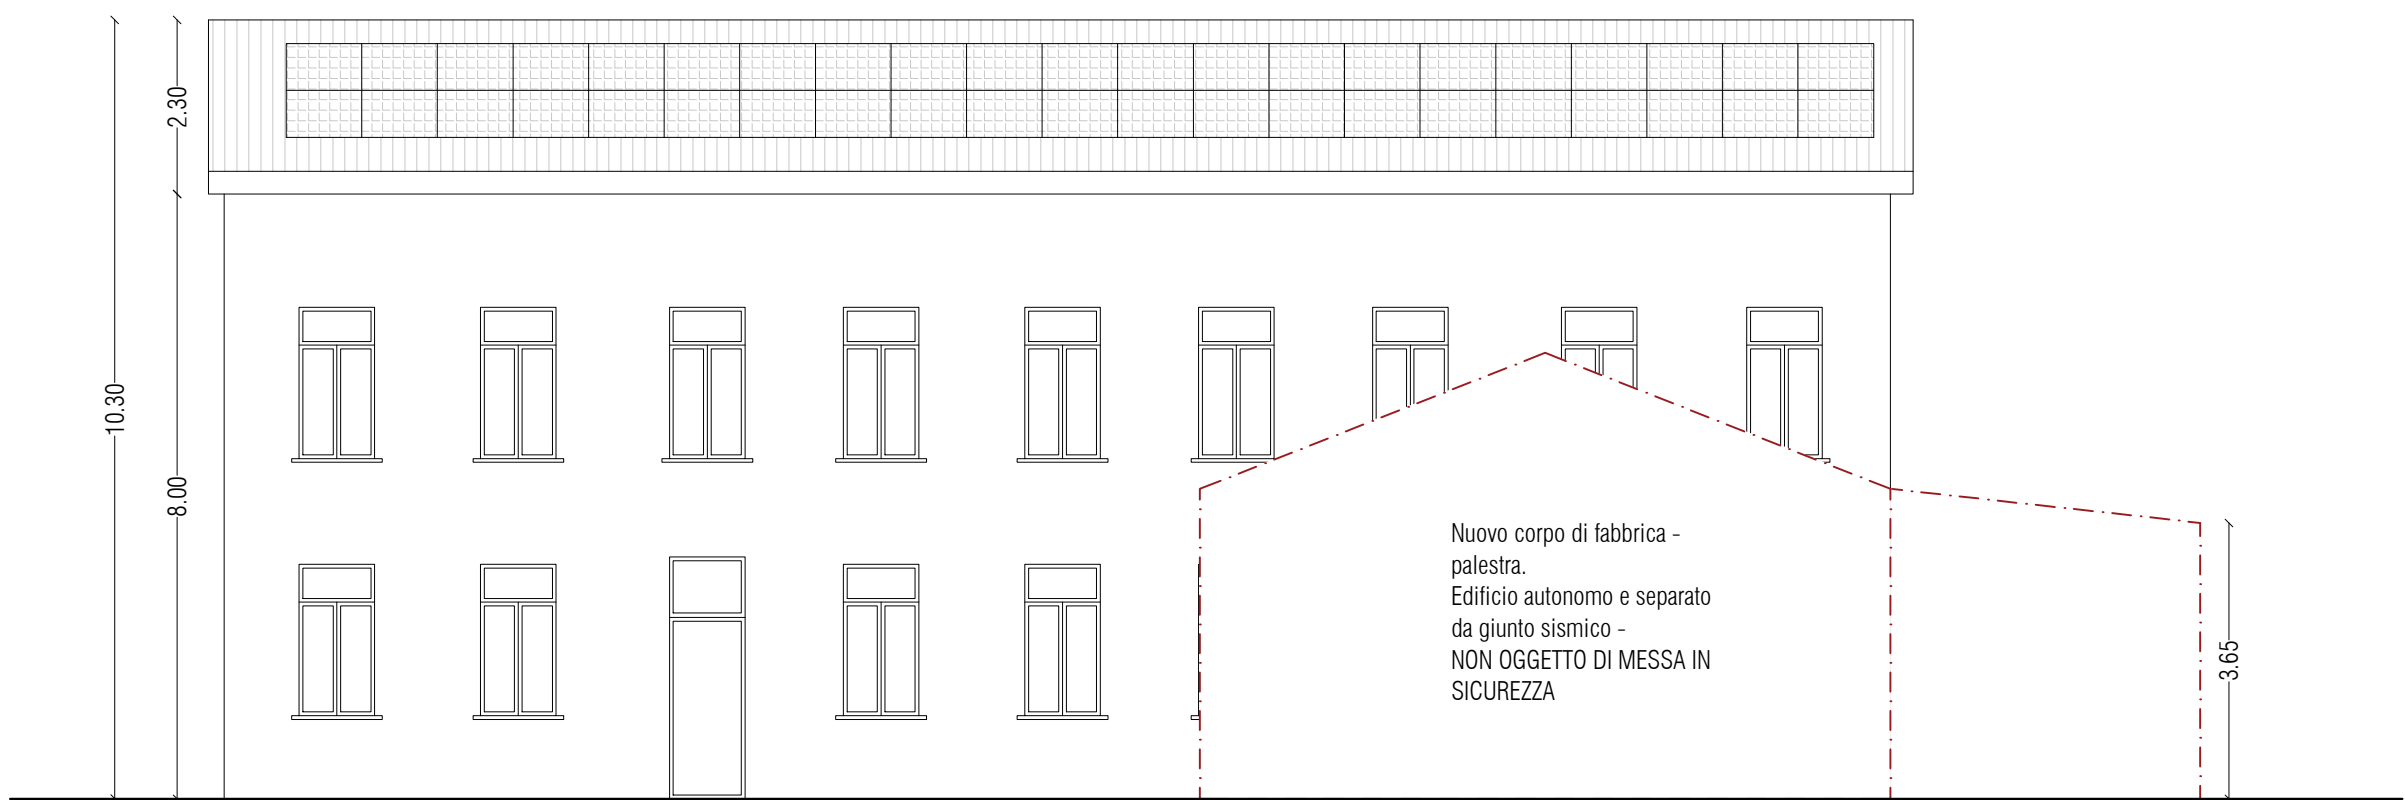 2.30
10.30
8.00
Nuovo corpo di fabbrica -
palestra.
Edificio autonomo e separato
da giunto sismico -
NON OGGETTO DI MESSA IN
SICUREZZA
3.65